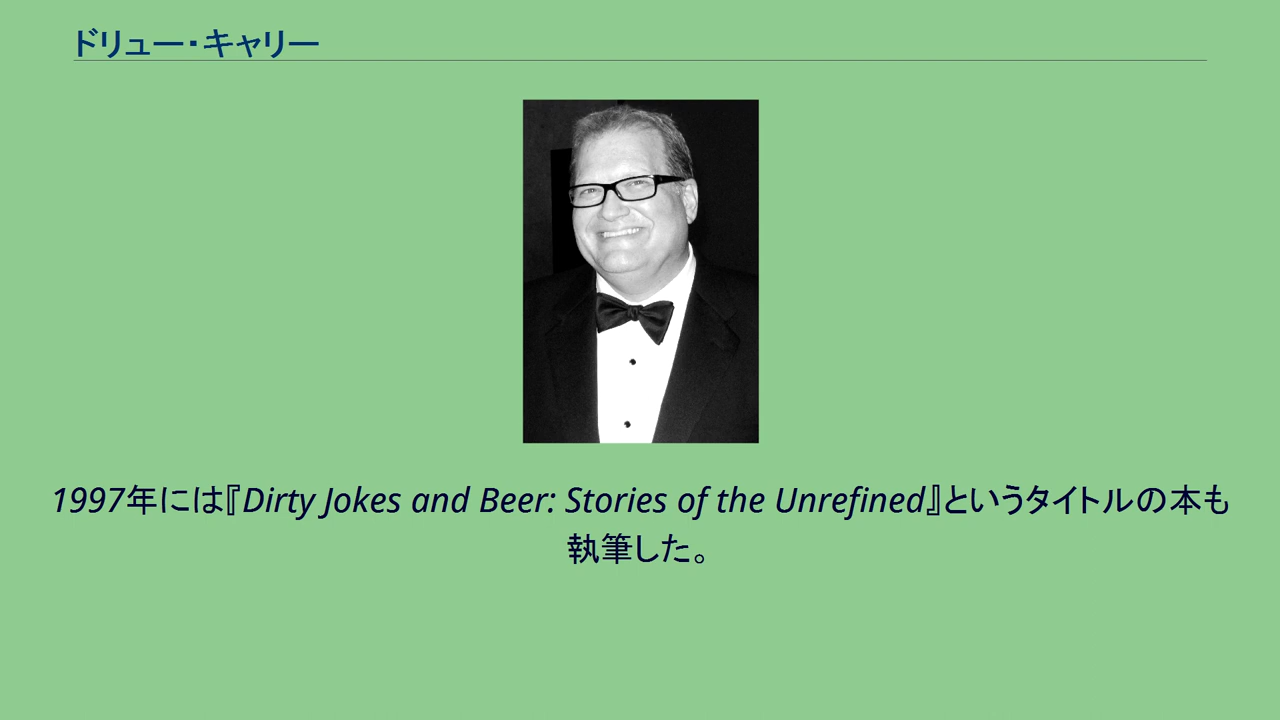 ドリュー・キャリー
1997年には『Dirty Jokes and Beer: Stories of the Unrefined』というタイトルの本も
執筆した。